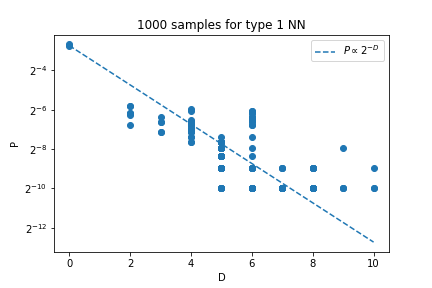 1000 samples for type 1 NN
P ∝ 2^{-D}
P
2^{-4}
2^{-6}
2^{-8}
2^{-10}
2^{-12}
0 2 4 6 8 10
D